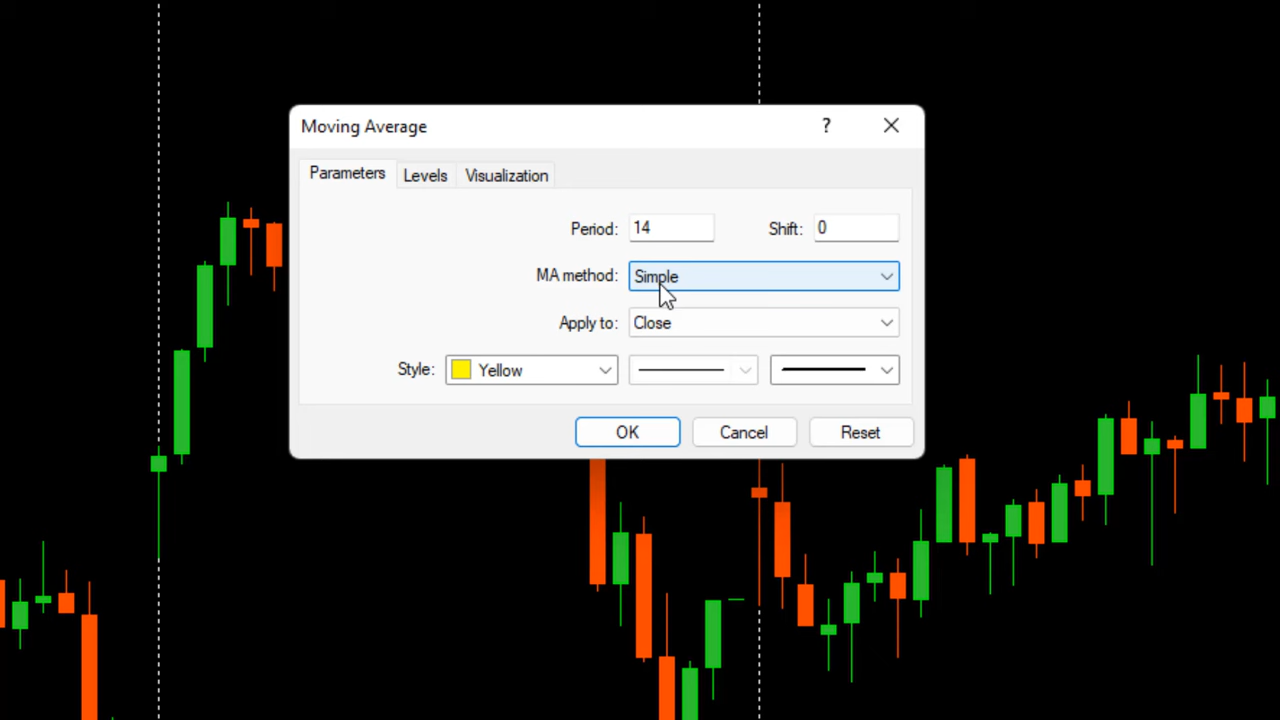 Moving Average ?
Parameters Levels Visualization
Period: 14 Shift: 0
MA method: Simple
Apply to: Close
Style: Yellow
OK Cancel Reset